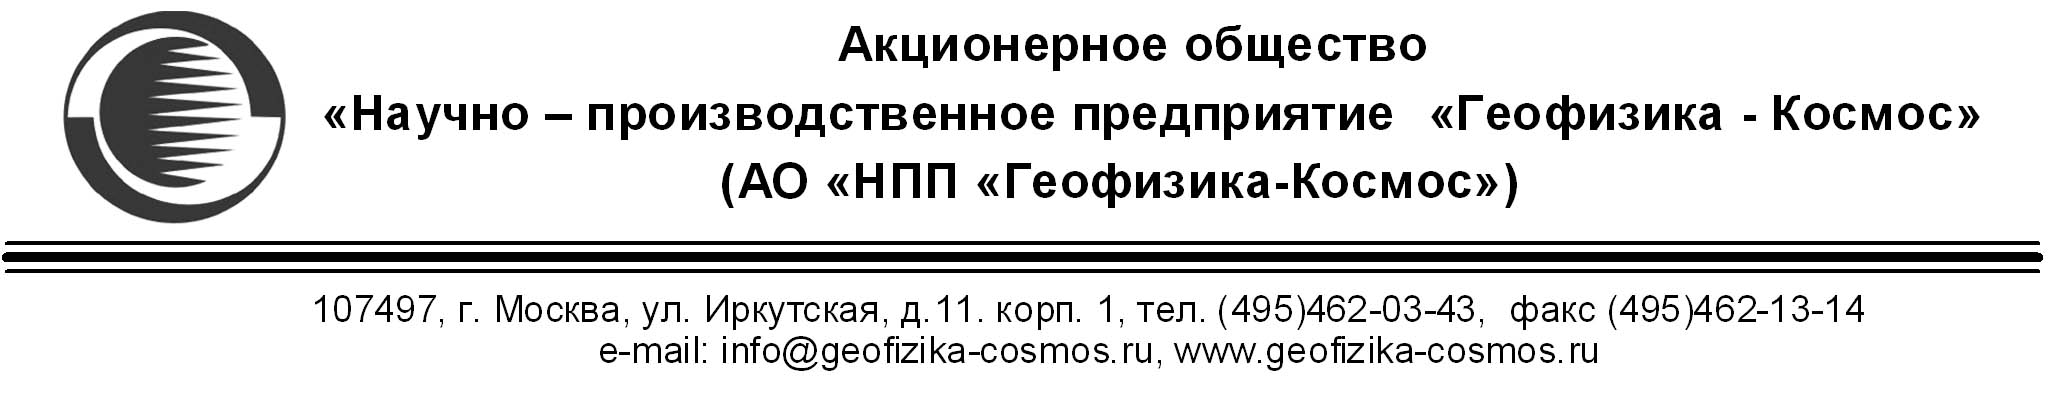 Акционерное общество
«Научно – производственное предприятие «Геофизика - Космос»
(АО «НПП «Геофизика-Космос»)
107497, г. Москва, ул. Иркутская, д.11. корп. 1, тел. (495)462-03-43, факс (495)462-13-14
e-mail: info@geofizika-cosmos.ru, www.geofizika-cosmos.ru